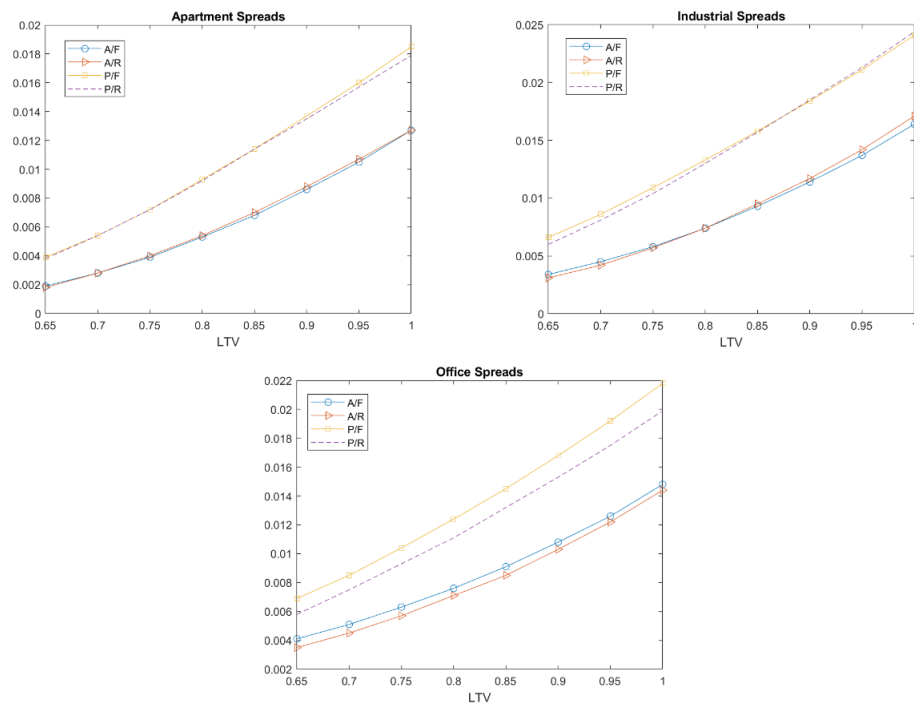 Apartment Spreads
0.02
0.018
0.016
0.014
0.012
0.01
0.008
0.006
0.004
0.002
0
A/F
A/R
P/F
P/R
0.65 0.7 0.75 0.8 0.85 0.9 0.95 1
LTV
Industrial Spreads
0.025
0.02
0.015
0.01
0.005
0
A/F
A/R
P/F
P/R
0.65 0.7 0.75 0.8 0.85 0.9 0.95 1
LTV
Office Spreads
0.022
0.02
0.018
0.016
0.014
0.012
0.01
0.008
0.006
0.004
0.002
A/F
A/R
P/F
P/R
0.65 0.7 0.75 0.8 0.85 0.9 0.95 1
LTV